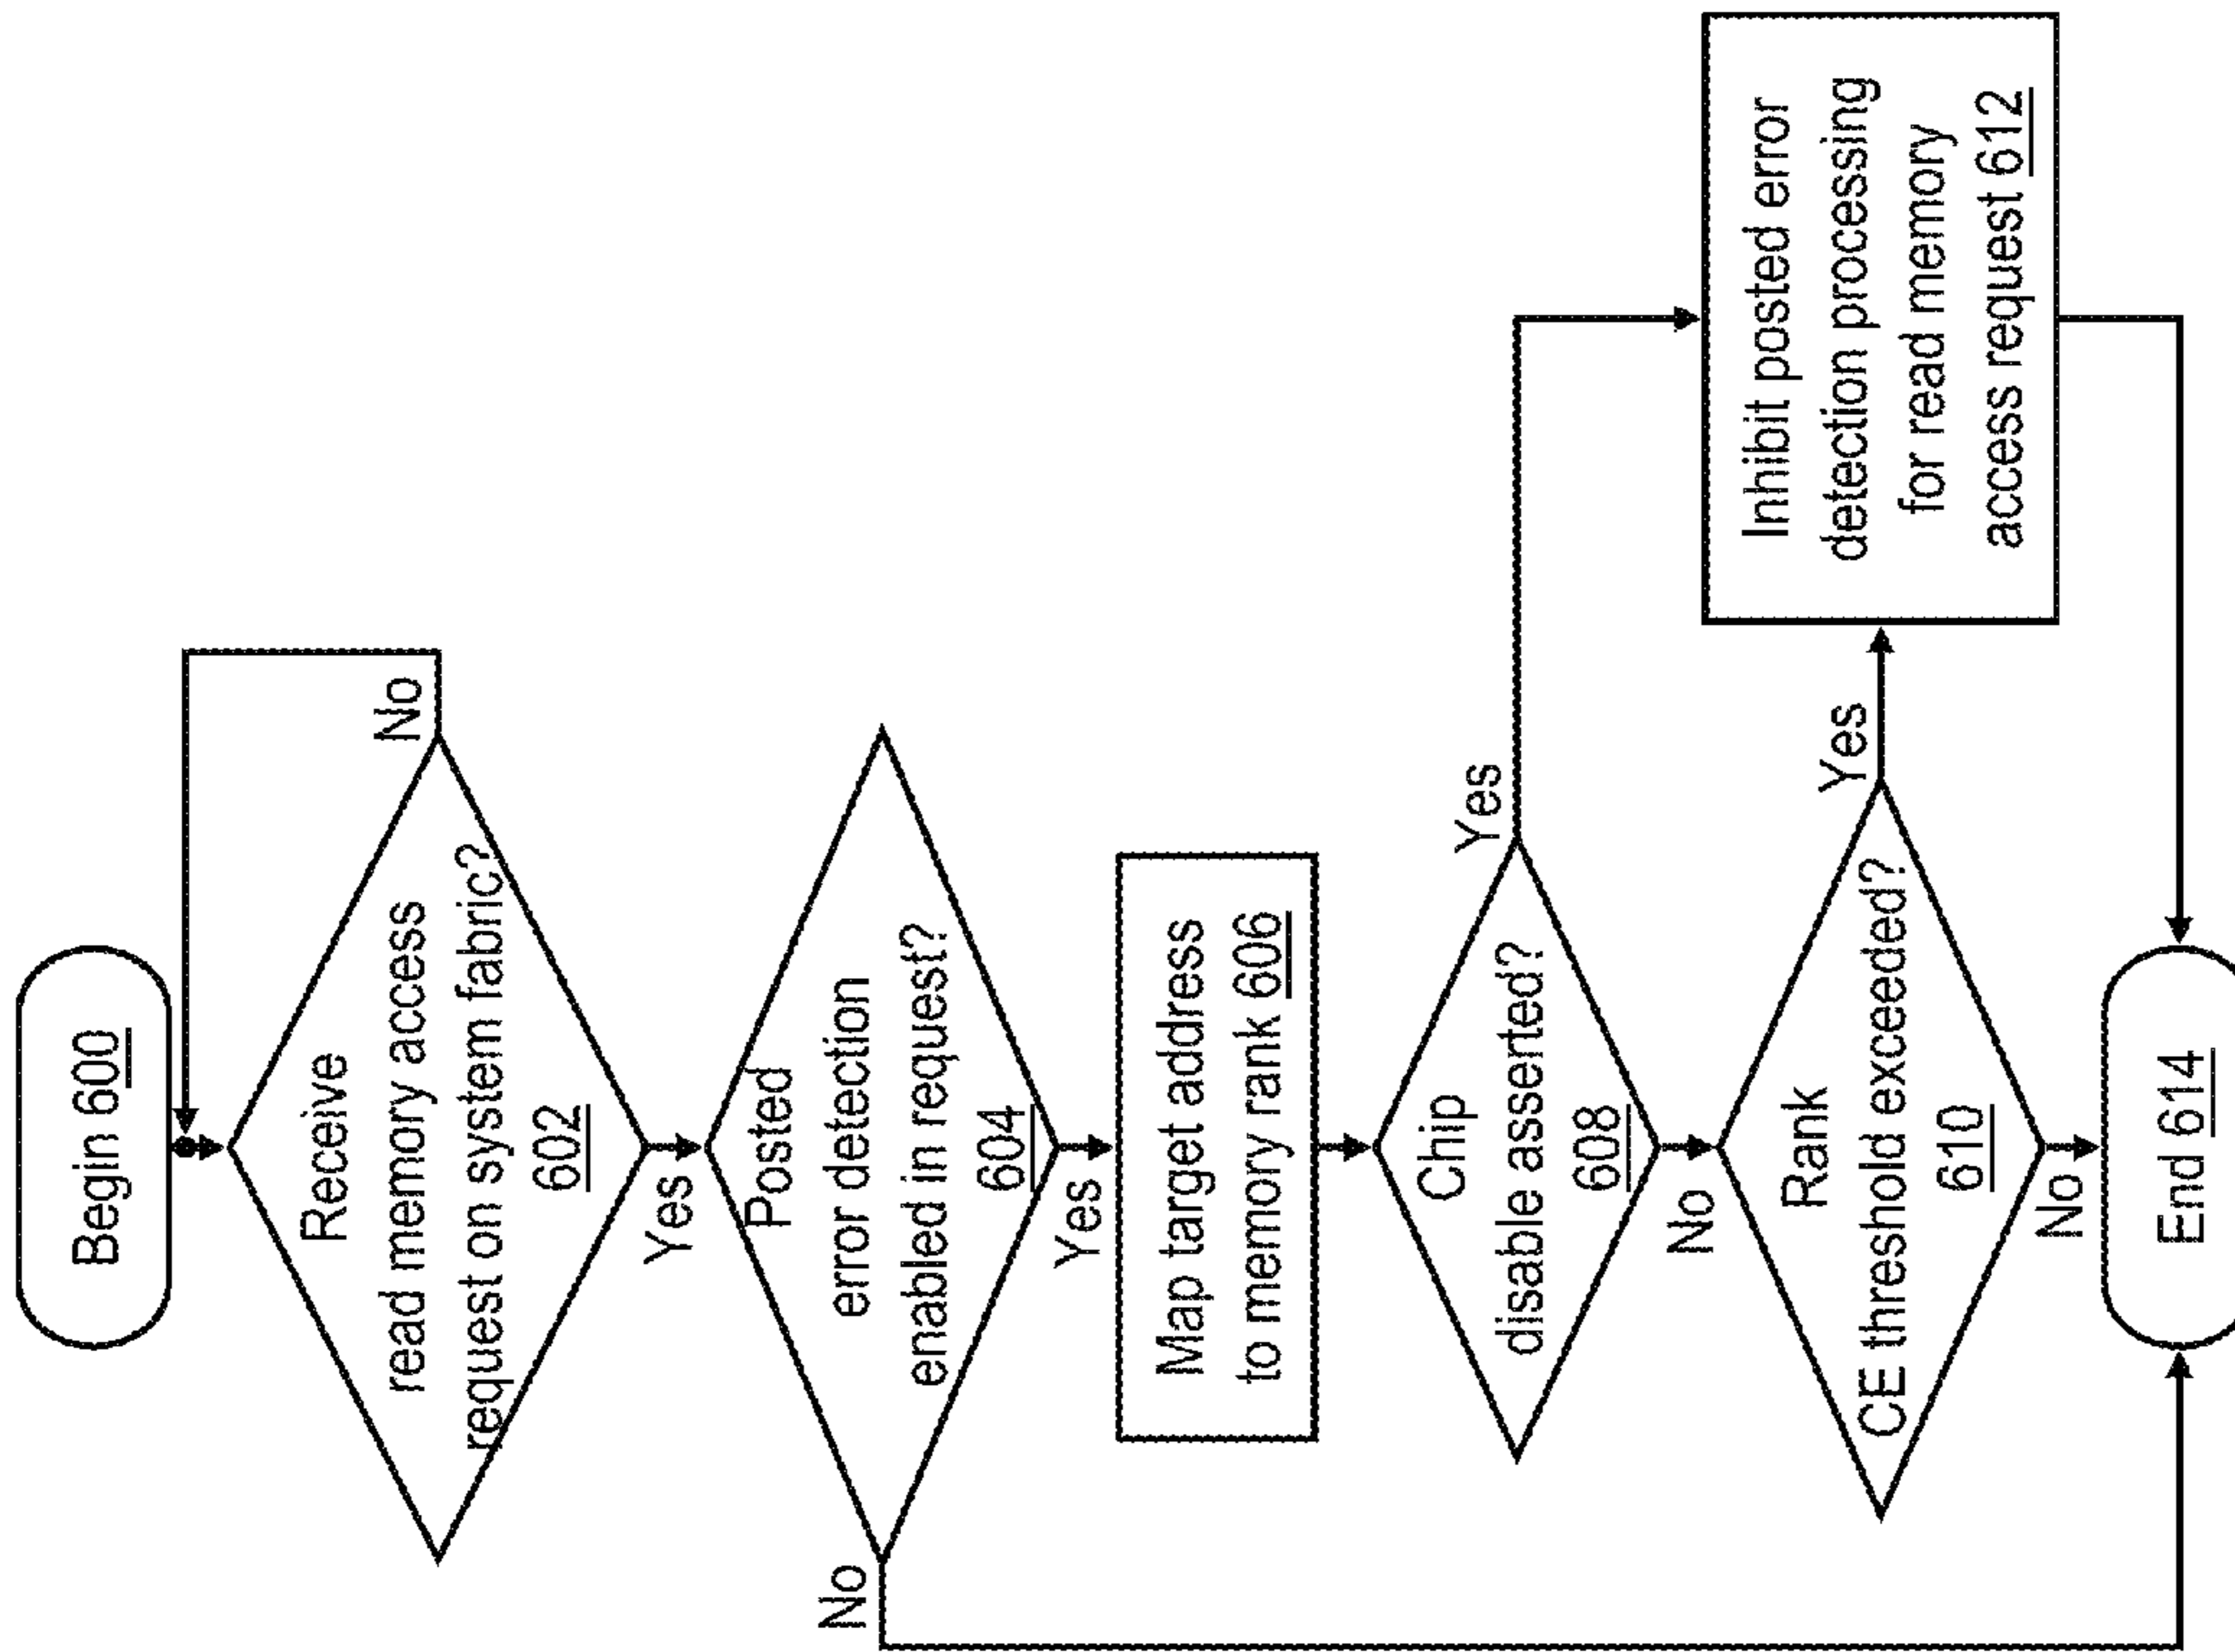 Begin 600
Receive
read memory access
request on system fabric?
602
No
Yes
Posted
error detection
enabled in request?
604
No
Yes
Map target address
to memory rank 606
Chip
disable asserted?
608
Yes
No
Rank
CE threshold exceeded?
610
Yes
No
Inhibit posted error
detection processing
for read memory
access request 612
End 614